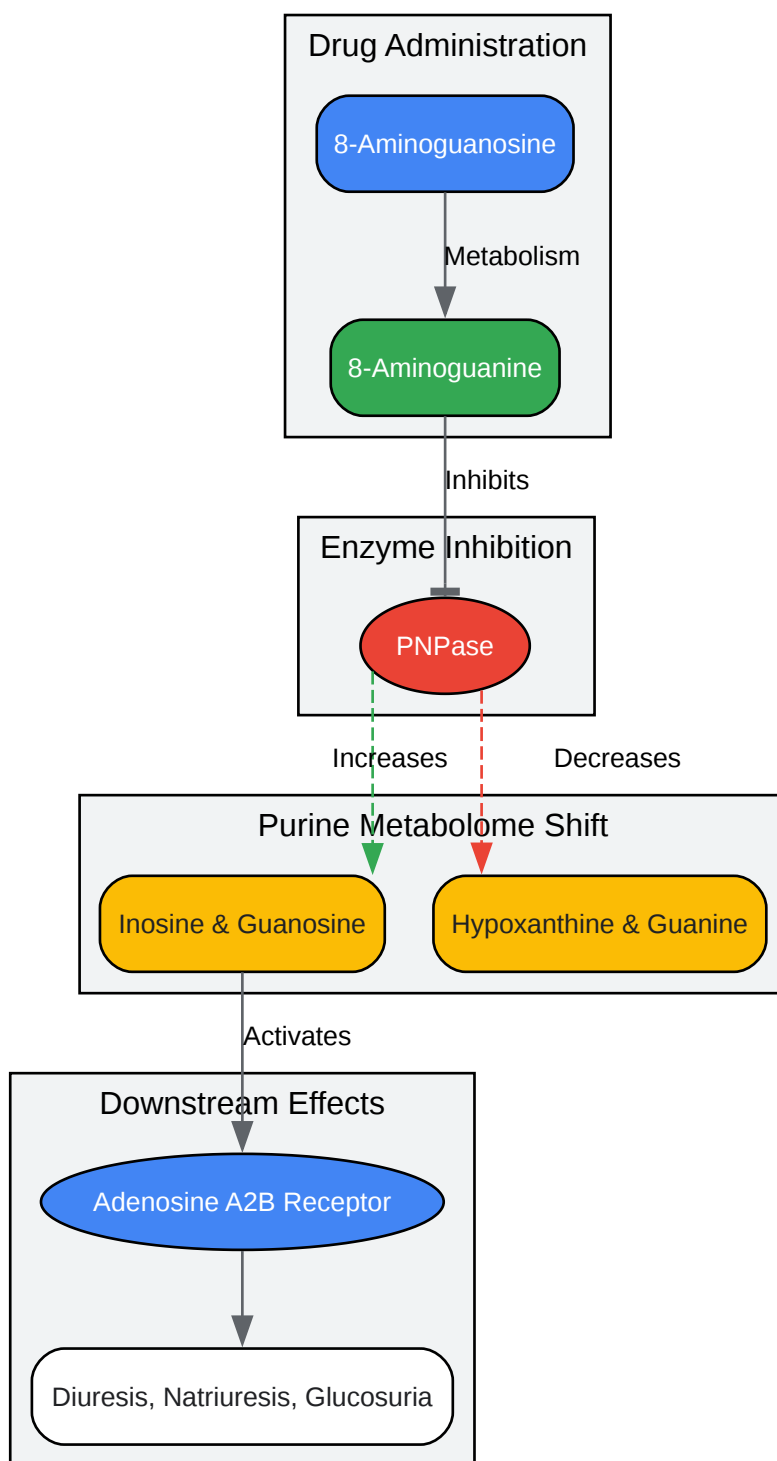 Drug Administration
8-Aminoguanosine
Metabolism
8-Aminoguanine
Inhibits
Enzyme Inhibition
PNPase
Increases
Decreases
Purine Metabolome Shift
Inosine & Guanosine
Hypoxanthine & Guanine
Activates
Downstream Effects
Adenosine A2B Receptor
Diuresis, Natriuresis, Glucosuria